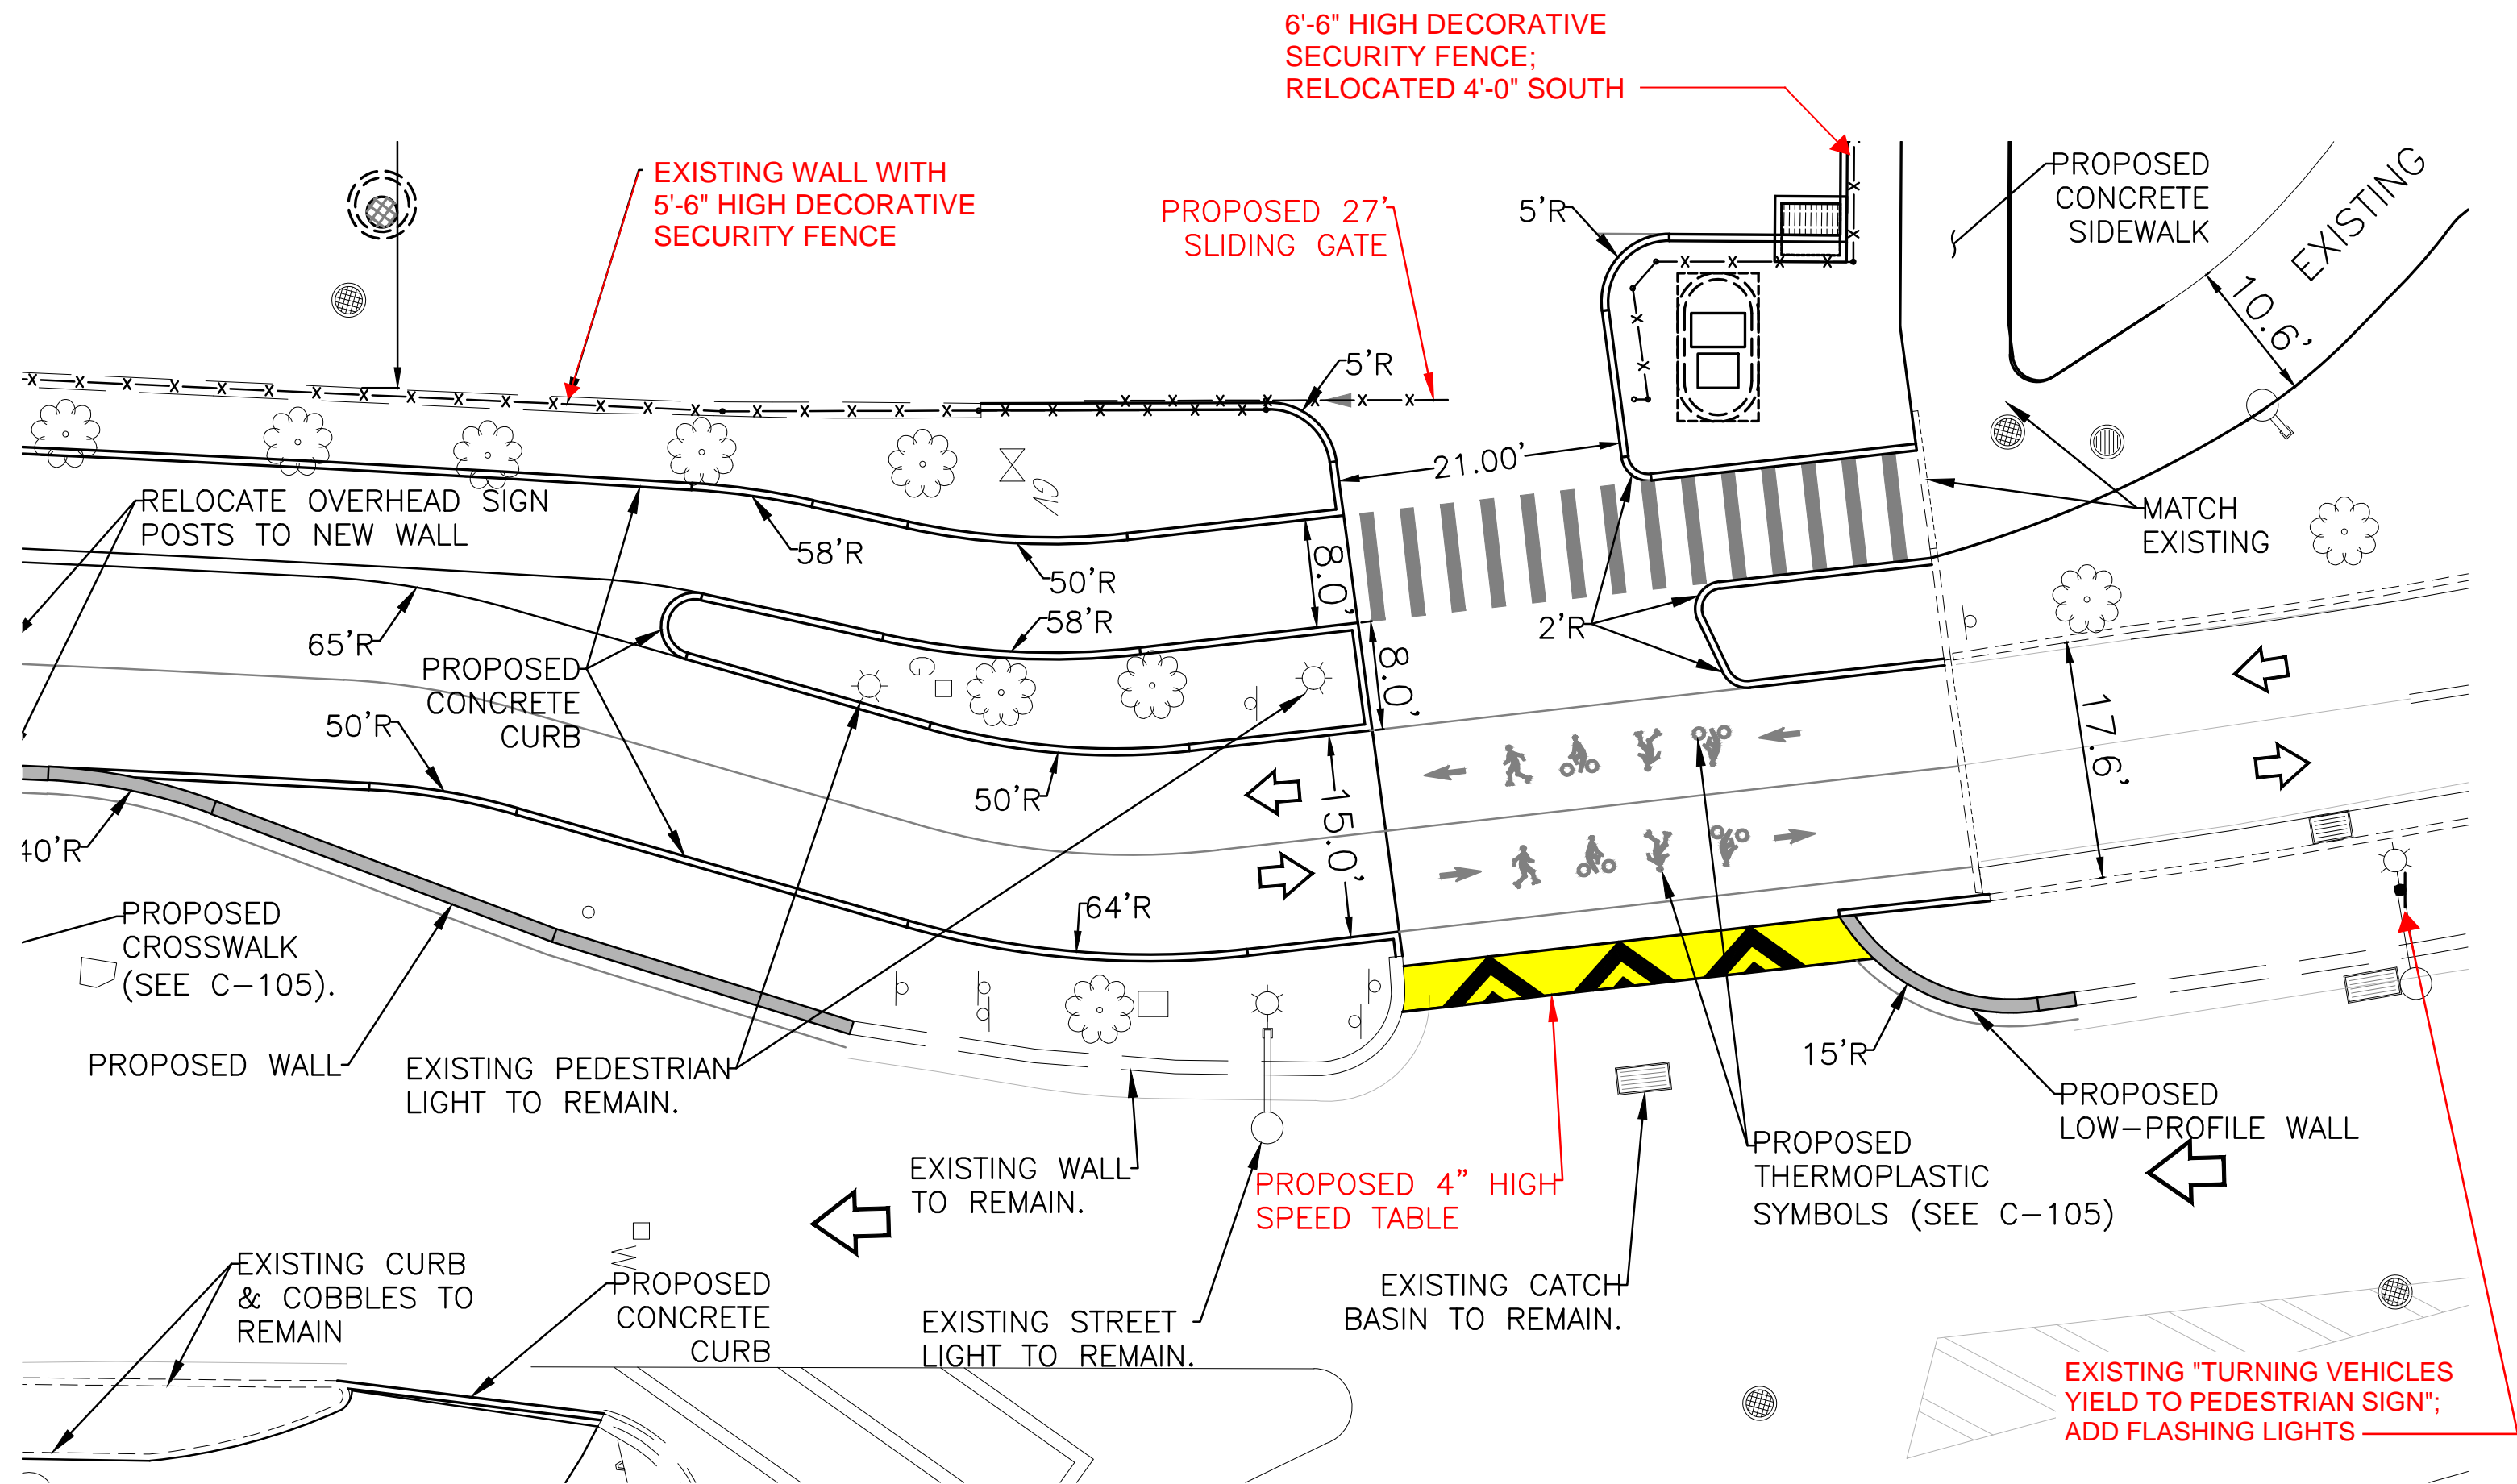 6'-6" HIGH DECORATIVE
SECURITY FENCE;
RELOCATED 4'-0" SOUTH
EXISTING WALL WITH
5'-6" HIGH DECORATIVE
SECURITY FENCE
PROPOSED 27'
SLIDING GATE
5'R
PROPOSED
CONCRETE
SIDEWALK
EXISTING
10.6'
5'R
21.00'
RELOCATE OVERHEAD SIGN
POSTS TO NEW WALL
GV
58'R
50'R
8.0'
MATCH
EXISTING
65'R
58'R
2'R
PROPOSED
CONCRETE
CURB
G
8.0'
17.6'
50'R
50'R
15.0'
40'R
64'R
PROPOSED
CROSSWALK
(SEE C-105).
PROPOSED WALL
EXISTING PEDESTRIAN
LIGHT TO REMAIN.
15'R
PROPOSED
LOW-PROFILE WALL
EXISTING WALL
TO REMAIN.
PROPOSED 4" HIGH
SPEED TABLE
PROPOSED
THERMOPLASTIC
SYMBOLS (SEE C-105)
EXISTING CURB
& COBBLES TO
REMAIN
PROPOSED
CONCRETE
CURB
EXISTING STREET
LIGHT TO REMAIN.
EXISTING CATCH
BASIN TO REMAIN.
EXISTING "TURNING VEHICLES
YIELD TO PEDESTRIAN SIGN";
ADD FLASHING LIGHTS